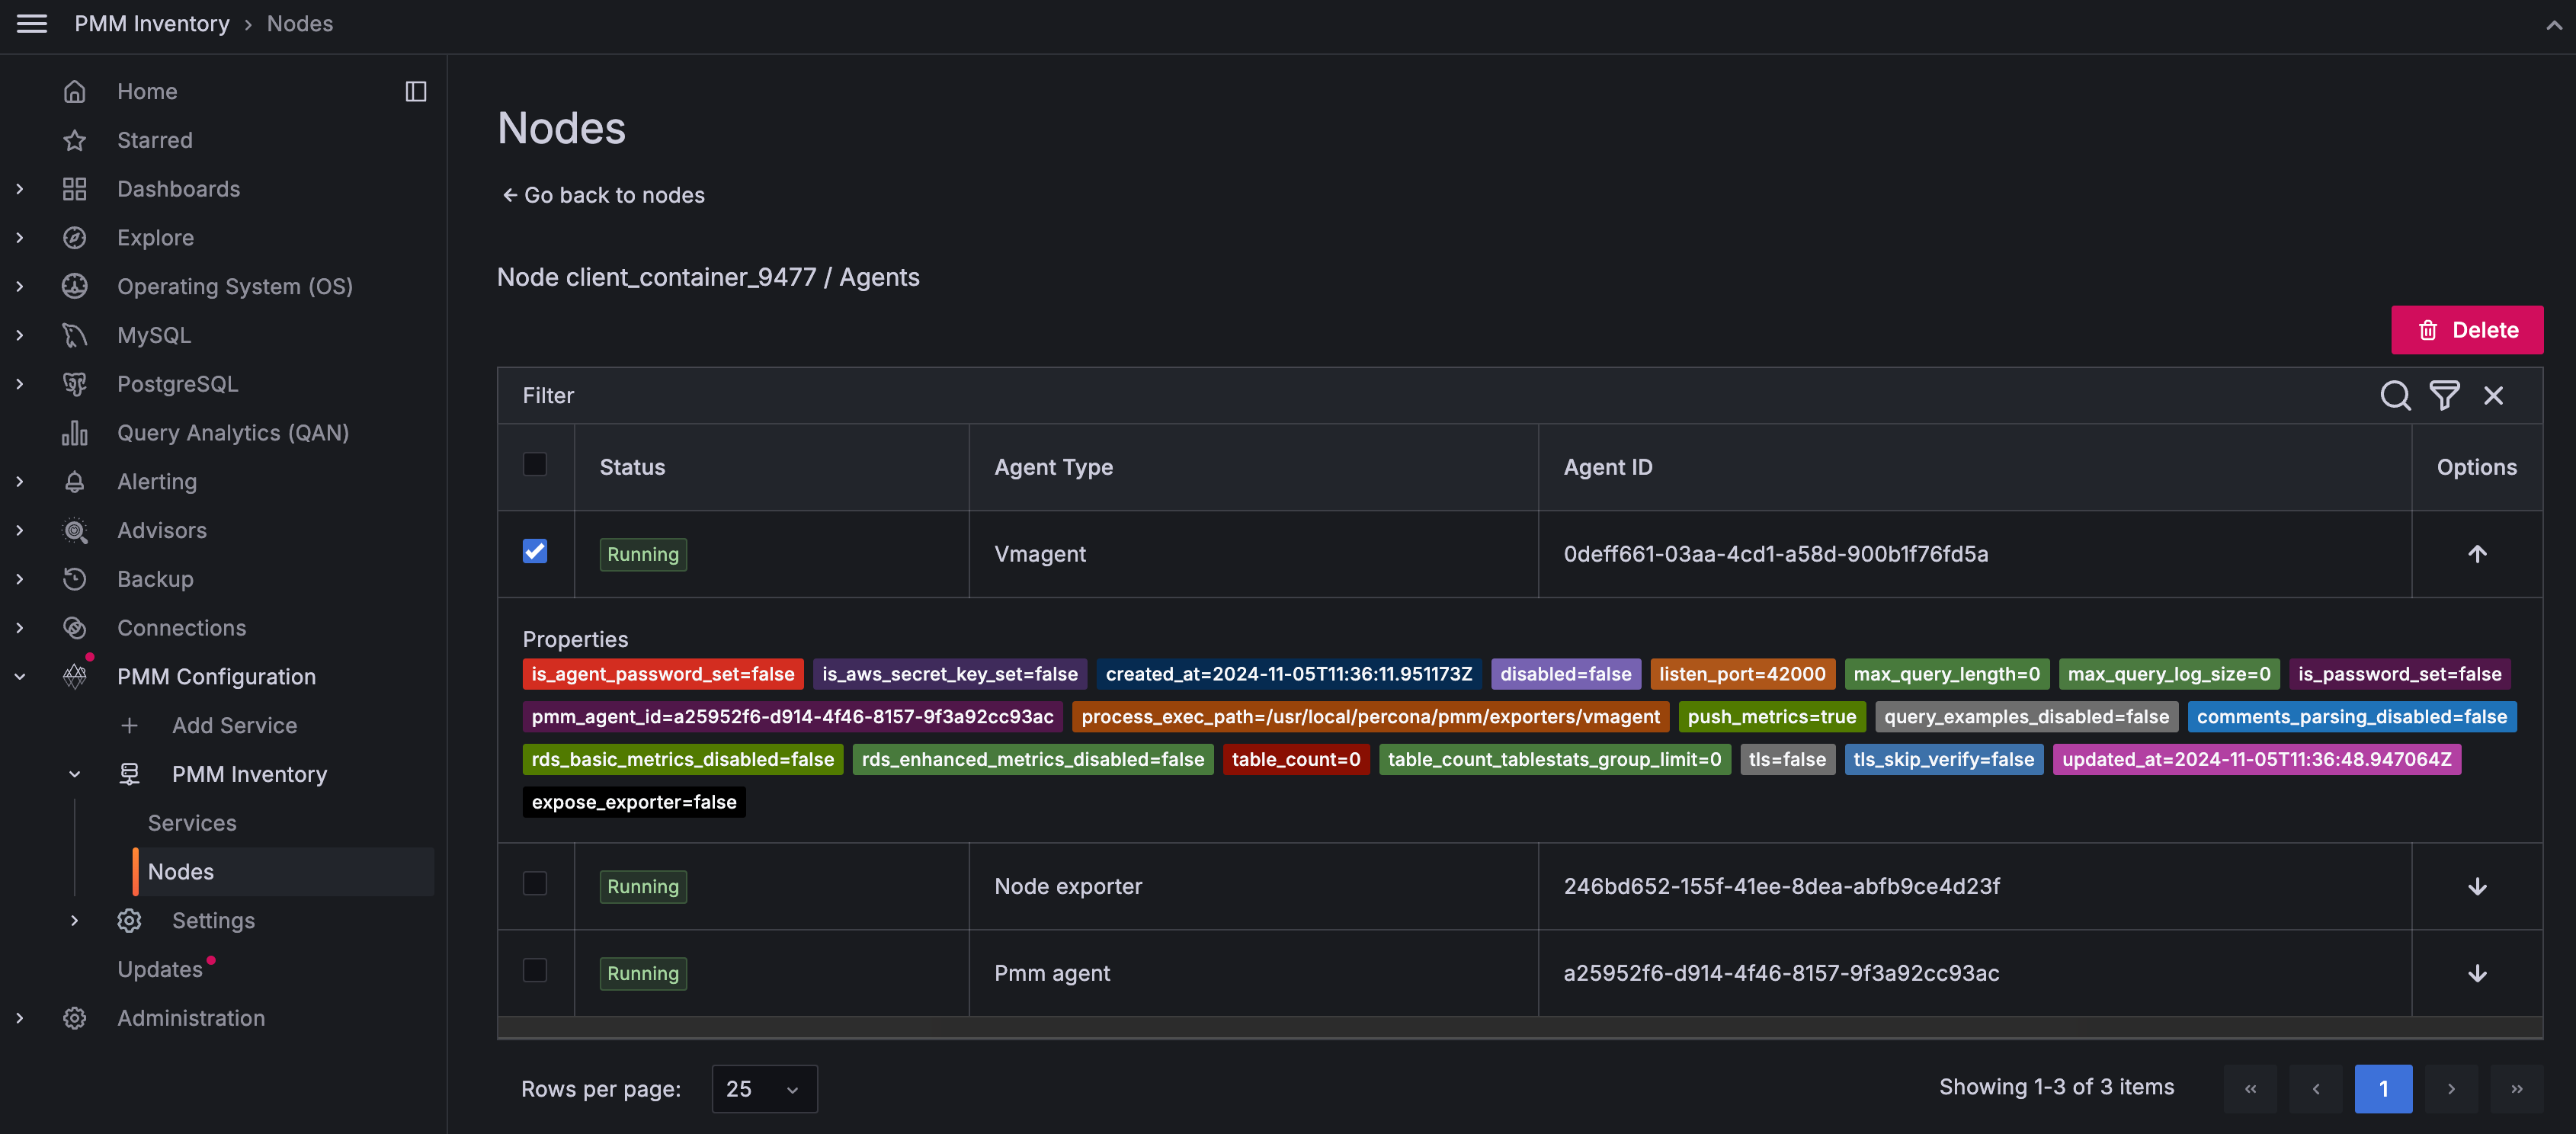 PMM Inventory › Nodes
Home
Starred
Dashboards
Explore
Operating System (OS)
MySQL
PostgreSQL
Query Analytics (QAN)
Alerting
Advisors
Backup
Connections
PMM Configuration
Add Service
PMM Inventory
Services
Nodes
Settings
Updates
Administration
Nodes
Go back to nodes
Node client_container_9477 / Agents
Delete
Filter
Status Agent Type Agent ID Options
Running Vmagent 0deff661-03aa-4cd1-a58d-900b1f76fd5a
Properties
is_agent_password_set=false is_aws_secret_key_set=false created_at=2024-11-05T11:36:11.951173Z disabled=false listen_port=42000 max_query_length=0 max_query_log_size=0 is_password_set=false
pmm_agent_id=a25952f6-d914-4f46-8157-9f3a92cc93ac process_exec_path=/usr/local/percona/pmm/exporters/vmagent push_metrics=true query_examples_disabled=false comments_parsing_disabled=false
rds_basic_metrics_disabled=false rds_enhanced_metrics_disabled=false table_count=0 table_count_tablestats_group_limit=0 tls=false tls_skip_verify=false updated_at=2024-11-05T11:36:48.947064Z
expose_exporter=false
Running Node exporter 246bd652-155f-41ee-8dea-abfb9ce4d23f
Running Pmm agent a25952f6-d914-4f46-8157-9f3a92cc93ac
Rows per page: 25 Showing 1-3 of 3 items « ‹ 1 › »